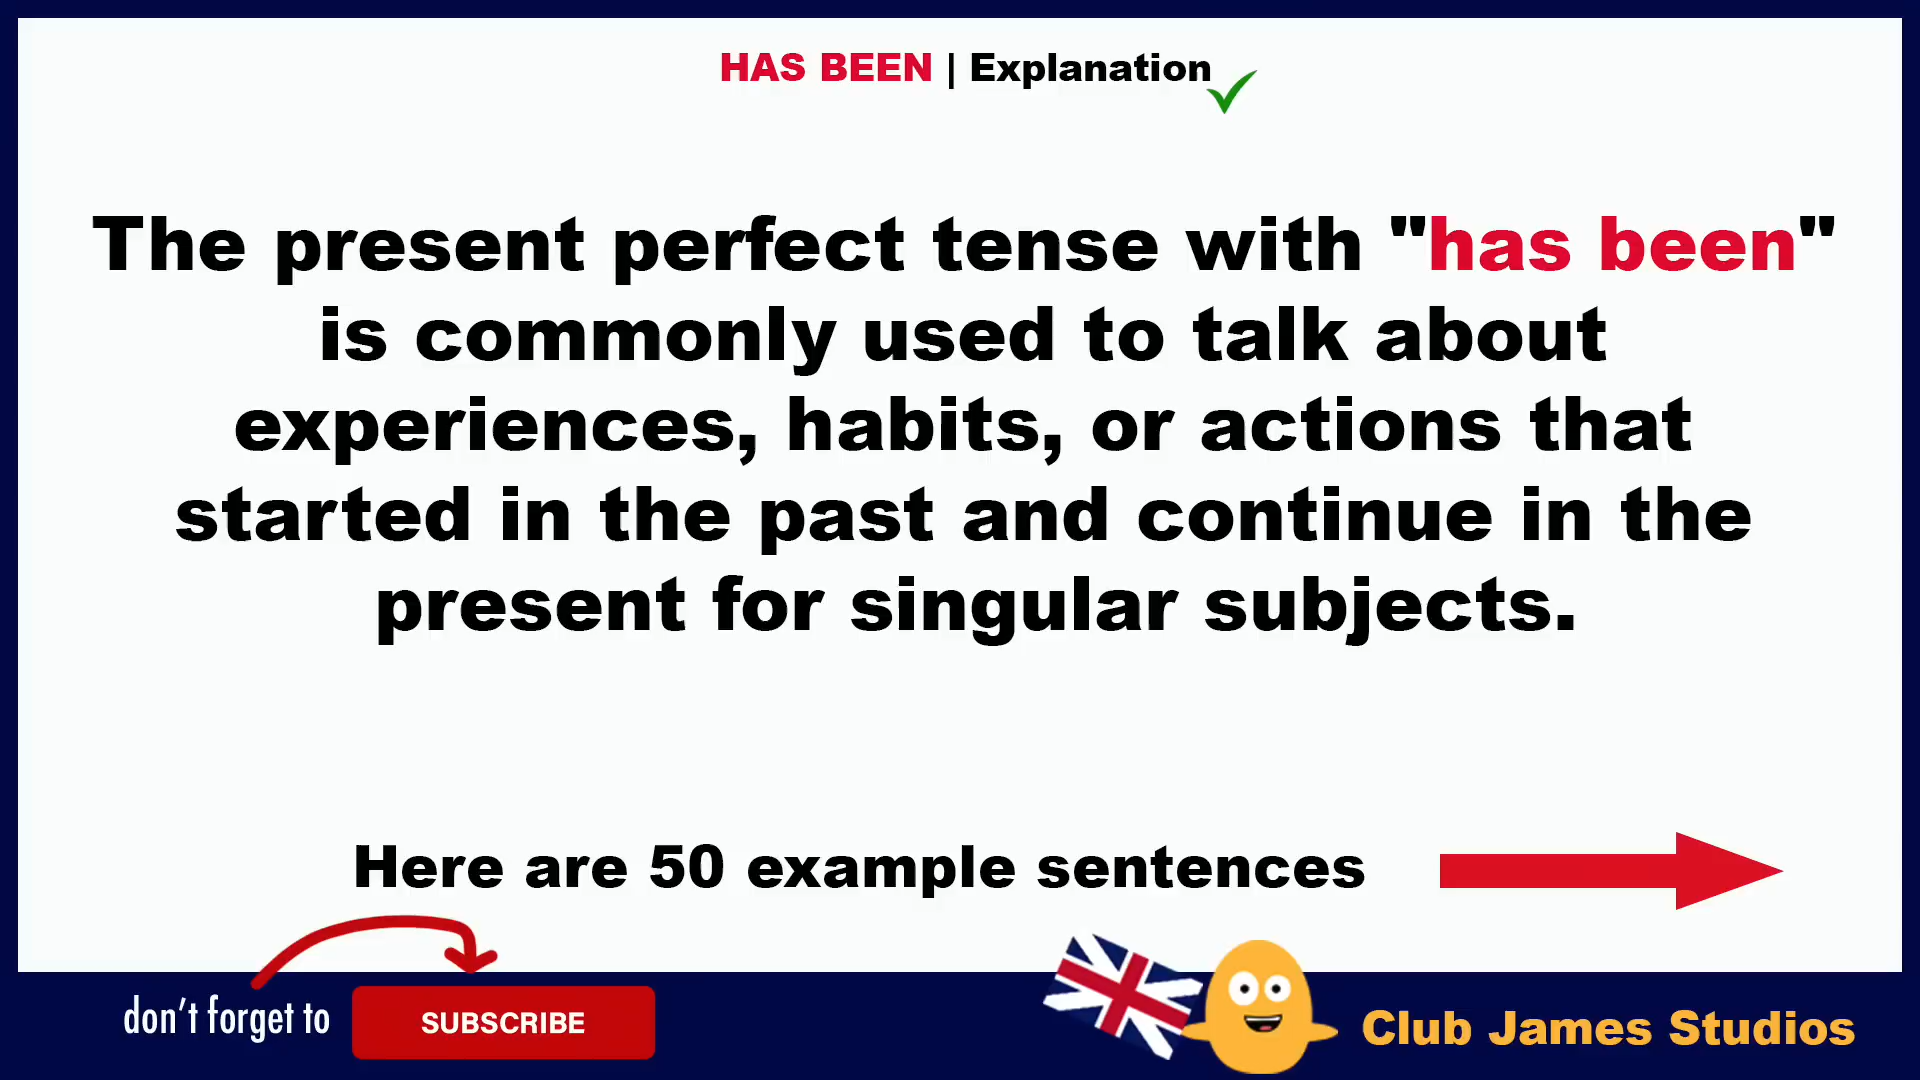 HAS BEEN | Explanation
The present perfect tense with "has been"
is commonly used to talk about
experiences, habits, or actions that
started in the past and continue in the
present for singular subjects.
Here are 50 example sentences
don't forget to
SUBSCRIBE
Club James Studios